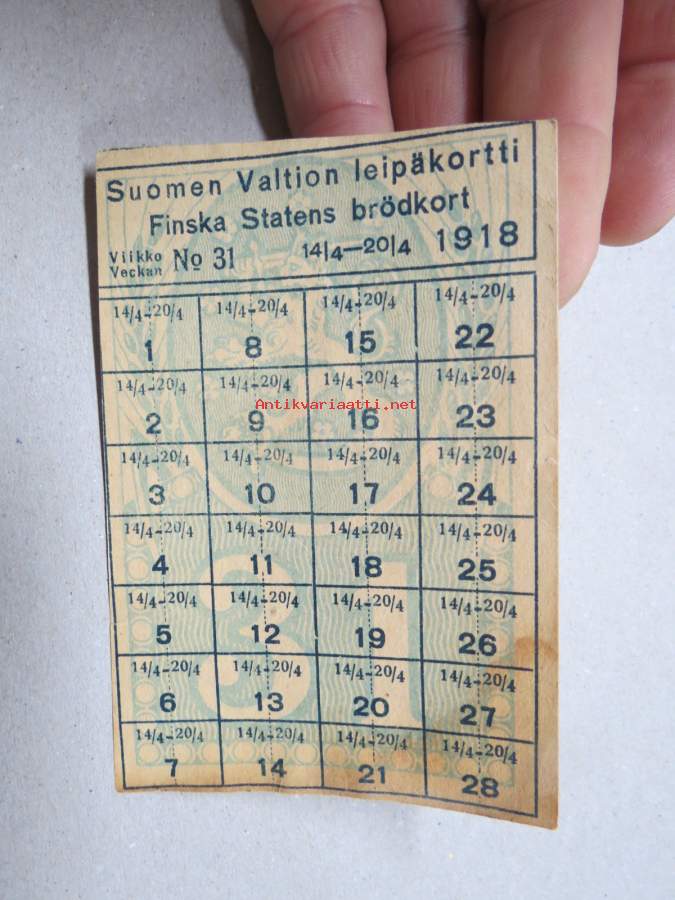 Suomen Valtion leipäkortti
Finska Statens brödkort
Viikko
Veckan No 31 14/4—20/4 1918
14/4-20/4 14/4-20/4 14/4-20/4 14/4-20/4
1 8 15 22
14/4-20/4 14/4-20/4 14/4-20/4 14/4-20/4
Antikvariaatti.net
2 9 16 23
14/4-20/4 14/4-20/4 14/4-20/4 14/4-20/4
3 10 17 24
14/4-20/4 14/4-20/4 14/4-20/4 14/4-20/4
4 11 18 25
14/4-20/4 14/4-20/4 14/4-20/4 14/4-20/4
5 12 19 26
14/4-20/4 14/4-20/4 14/4-20/4 14/4-20/4
6 13 20 27
14/4-20/4 14/4-20/4 14/4-20/4 14/4-20/4
7 14 21 28
31